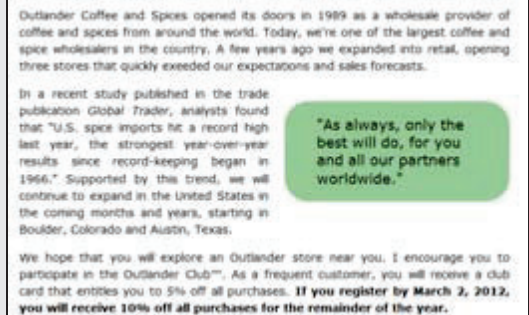 Outlander Coffee and Spices opened its doors in 1989 as a wholesale provider of
coffee and spices from around the world. Today, we're one of the largest coffee and
spice wholesalers in the country. A few years ago we expanded into retail, opening
three stores that quickly exeeded our expectations and sales forecasts.
In a recent study published in the trade
publication Global Trader, analysts found
that "U.S. spice imports hit a record high
last year, the strongest year-over-year
results since record-keeping began in
1966." Supported by this trend, we will
continue to expand in the United States in
the coming months and years, starting in
Boulder, Colorado and Austin, Texas.
"As always, only the
best will do, for you
and all our partners
worldwide."
We hope that you will explore an Outlander store near you. I encourage you to
participate in the Outlander Club℠. As a frequent customer, you will receive a club
card that entitles you to 5% off all purchases. If you register by March 2, 2012,
you will receive 10% off all purchases for the remainder of the year.